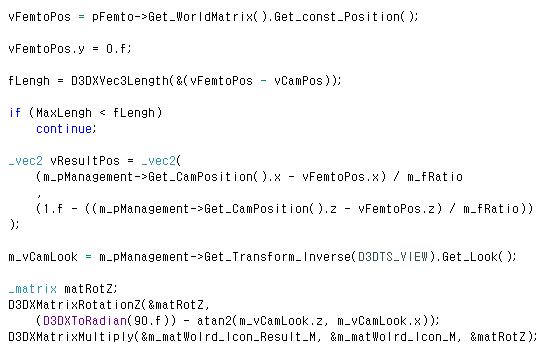 vFemtoPos = pFemto->Get_WorldMatrix().Get_const_Position();
vFemtoPos.y = 0.f;
fLengh = D3DXVec3Length(&(vFemtoPos - vCamPos));
if (MaxLengh < fLengh)
continue;
_vec2 vResultPos = _vec2(
(m_pManagement->Get_CamPosition().x - vFemtoPos.x) / m_fRatio
,
(1.f - ((m_pManagement->Get_CamPosition().z - vFemtoPos.z) / m_fRatio))
);
m_vCamLook = m_pManagement->Get_Transform_Inverse(D3DTS_VIEW).Get_Look();
_matrix matRotZ;
D3DXMatrixRotationZ(&matRotZ,
(D3DXToRadian(90.f)) - atan2(m_vCamLook.z, m_vCamLook.x));
D3DXMatrixMultiply(&m_matWolrd_Icon_Result_M, &m_matWolrd_Icon_M, &matRotZ);